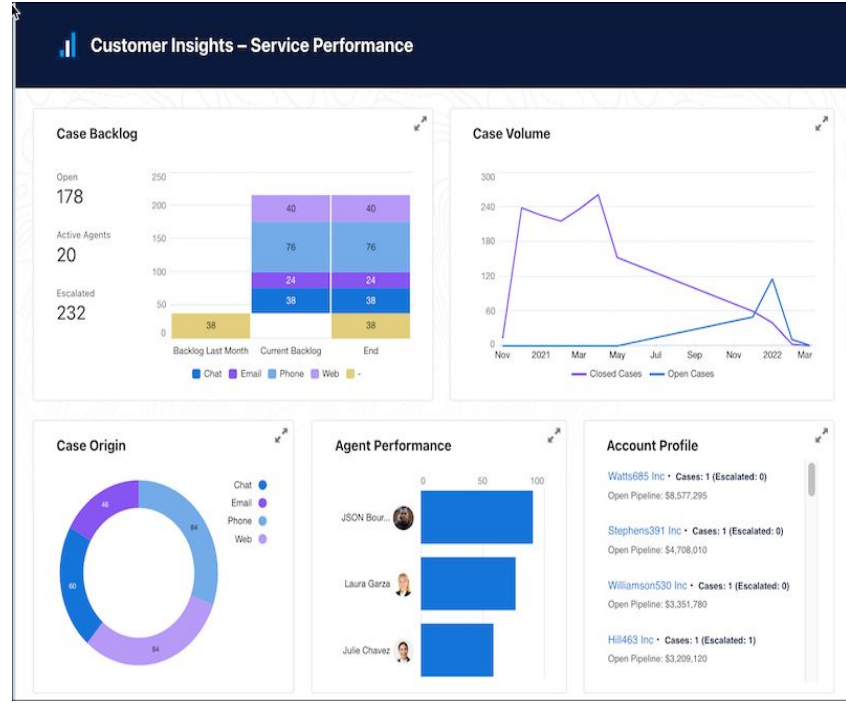 Customer Insights – Service Performance
Case Backlog
Open
178
Active Agents
20
Escalated
232
250
200
150
100
50
0
40
76
24
38
40
76
24
38
38
38
Backlog Last Month Current Backlog End
Chat Email Phone Web -
Case Volume
300
240
180
120
60
0
Nov 2021 Mar May Jul Sep Nov 2022 Mar
Closed Cases Open Cases
Case Origin
46
84
60
84
Chat
Email
Phone
Web
Agent Performance
0 50 100
JSON Bour...
Laura Garza
Julie Chavez
Account Profile
Watts685 Inc • Cases: 1 (Escalated: 0)
Open Pipeline: $8,577,295
Stephens391 Inc • Cases: 1 (Escalated: 0)
Open Pipeline: $4,708,010
Williamson530 Inc • Cases: 1 (Escalated: 0)
Open Pipeline: $3,351,780
Hill463 Inc • Cases: 1 (Escalated: 1)
Open Pipeline: $3,209,120